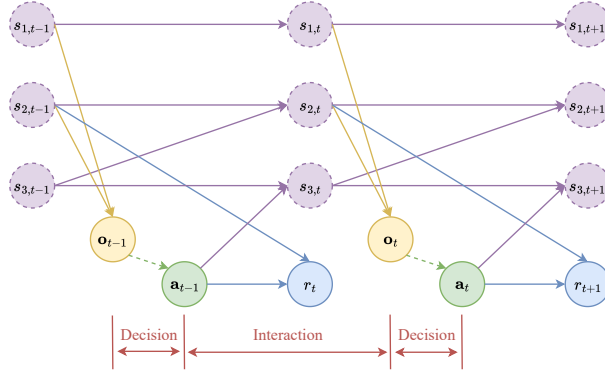 s₁,ₜ₋₁ s₁,ₜ s₁,ₜ₊₁
s₂,ₜ₋₁ s₂,ₜ s₂,ₜ₊₁
s₃,ₜ₋₁ s₃,ₜ s₃,ₜ₊₁
oₜ₋₁ oₜ
aₜ₋₁ rₜ aₜ rₜ₊₁
Decision Interaction Decision